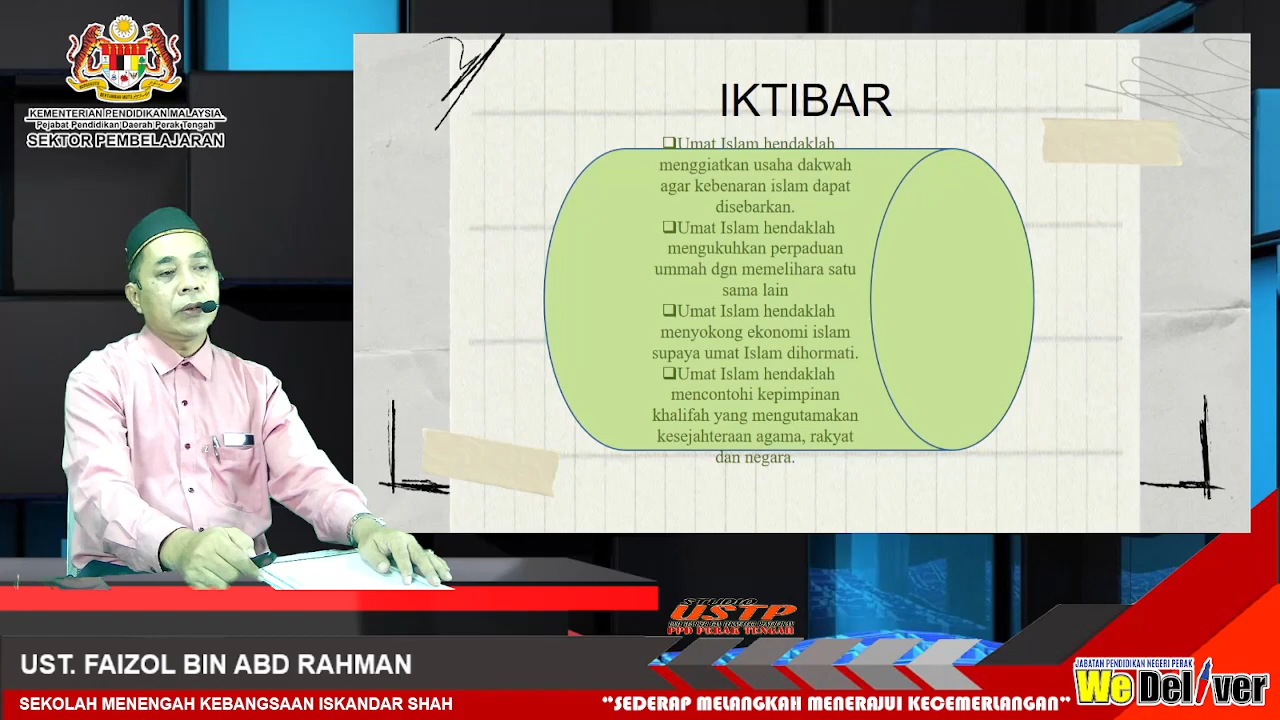 KEMENTERIAN PENDIDIKAN MALAYSIA
Pejabat Pendidikan Daerah Perak Tengah
SEKTOR PEMBELAJARAN
IKTIBAR
❑Umat Islam hendaklah
menggiatkan usaha dakwah
agar kebenaran islam dapat
disebarkan.
❑Umat Islam hendaklah
mengukuhkan perpaduan
ummah dgn memelihara satu
sama lain
❑Umat Islam hendaklah
menyokong ekonomi islam
supaya umat Islam dihormati.
❑Umat Islam hendaklah
mencontohi kepimpinan
khalifah yang mengutamakan
kesejahteraan agama, rakyat
dan negara.
STUDIO
USTP
PPD PERAK TENGAH
UST. FAIZOL BIN ABD RAHMAN
SEKOLAH MENENGAH KEBANGSAAN ISKANDAR SHAH
"SEDERAP MELANGKAH MENERAJUI KECEMERLANGAN"
JABATAN PENDIDIKAN NEGERI PERAK
We Deliver